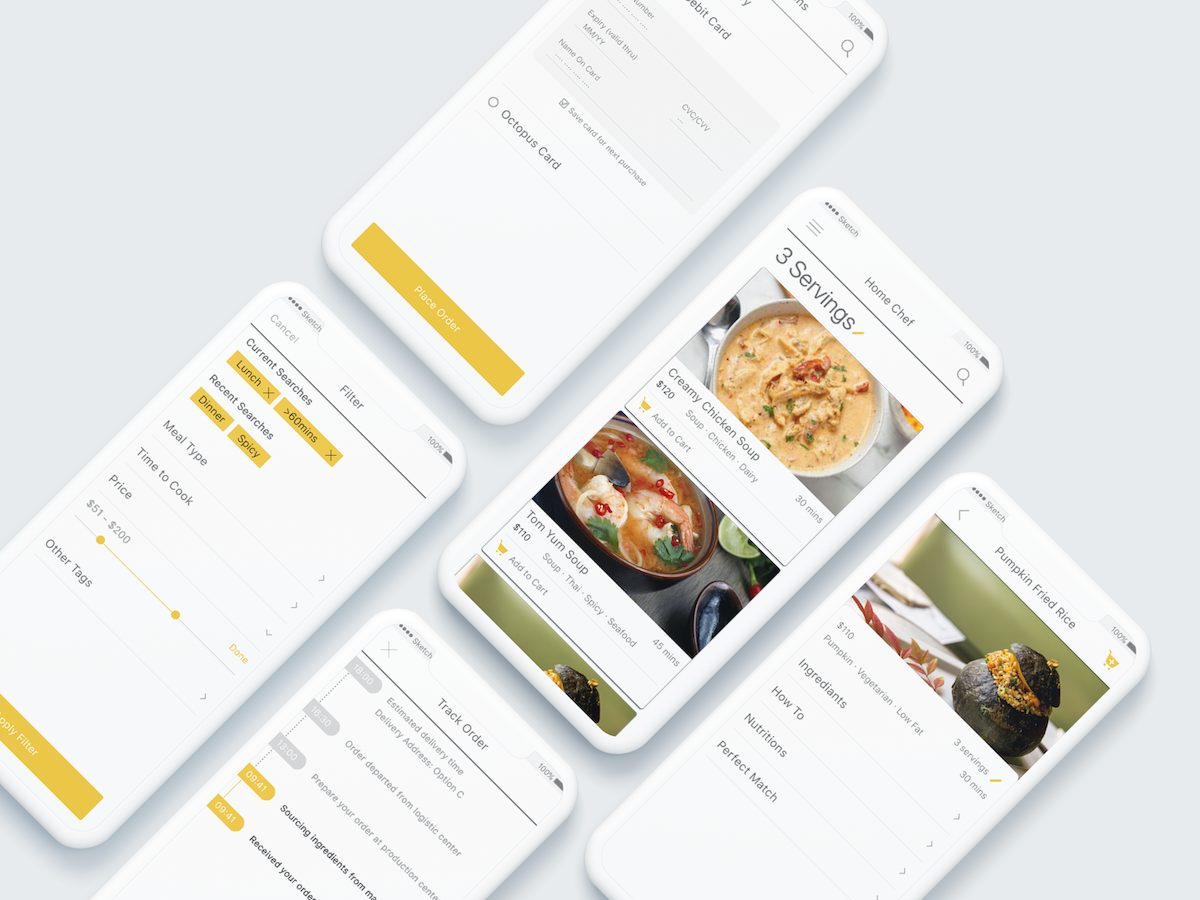 100%
Debit Card
Number
Expiry (valid thru)
MM/YY
Name On Card
CVC/CVV
Save card for next purchase
Octopus Card
Place Order
Sketch
100%
Home Chef
3 Servings
Creamy Chicken Soup
$120
Soup · Chicken · Dairy
Add to Cart
30 mins
Tom Yum Soup
$110
Soup · Thai · Spicy · Seafood
Add to Cart
45 mins
Sketch
100%
Cancel
Filter
Current Searches
Lunch
>60mins
Recent Searches
Dinner
Spicy
Meal Type
Time to Cook
Price
$51 - $200
Other Tags
Done
Apply Filter
Sketch
100%
Track Order
18:00
Estimated delivery time
Delivery Address: Option C
16:30
Order departed from logistic center
13:00
Prepare your order at production cente
09:41
Sourcing ingredients from ma
09:41
Received your orde
Sketch
100%
Pumpkin Fried Rice
$110
Pumpkin · Vegetarian · Low Fat
3 servings
30 mins
Ingrediants
How To
Nutritions
Perfect Match